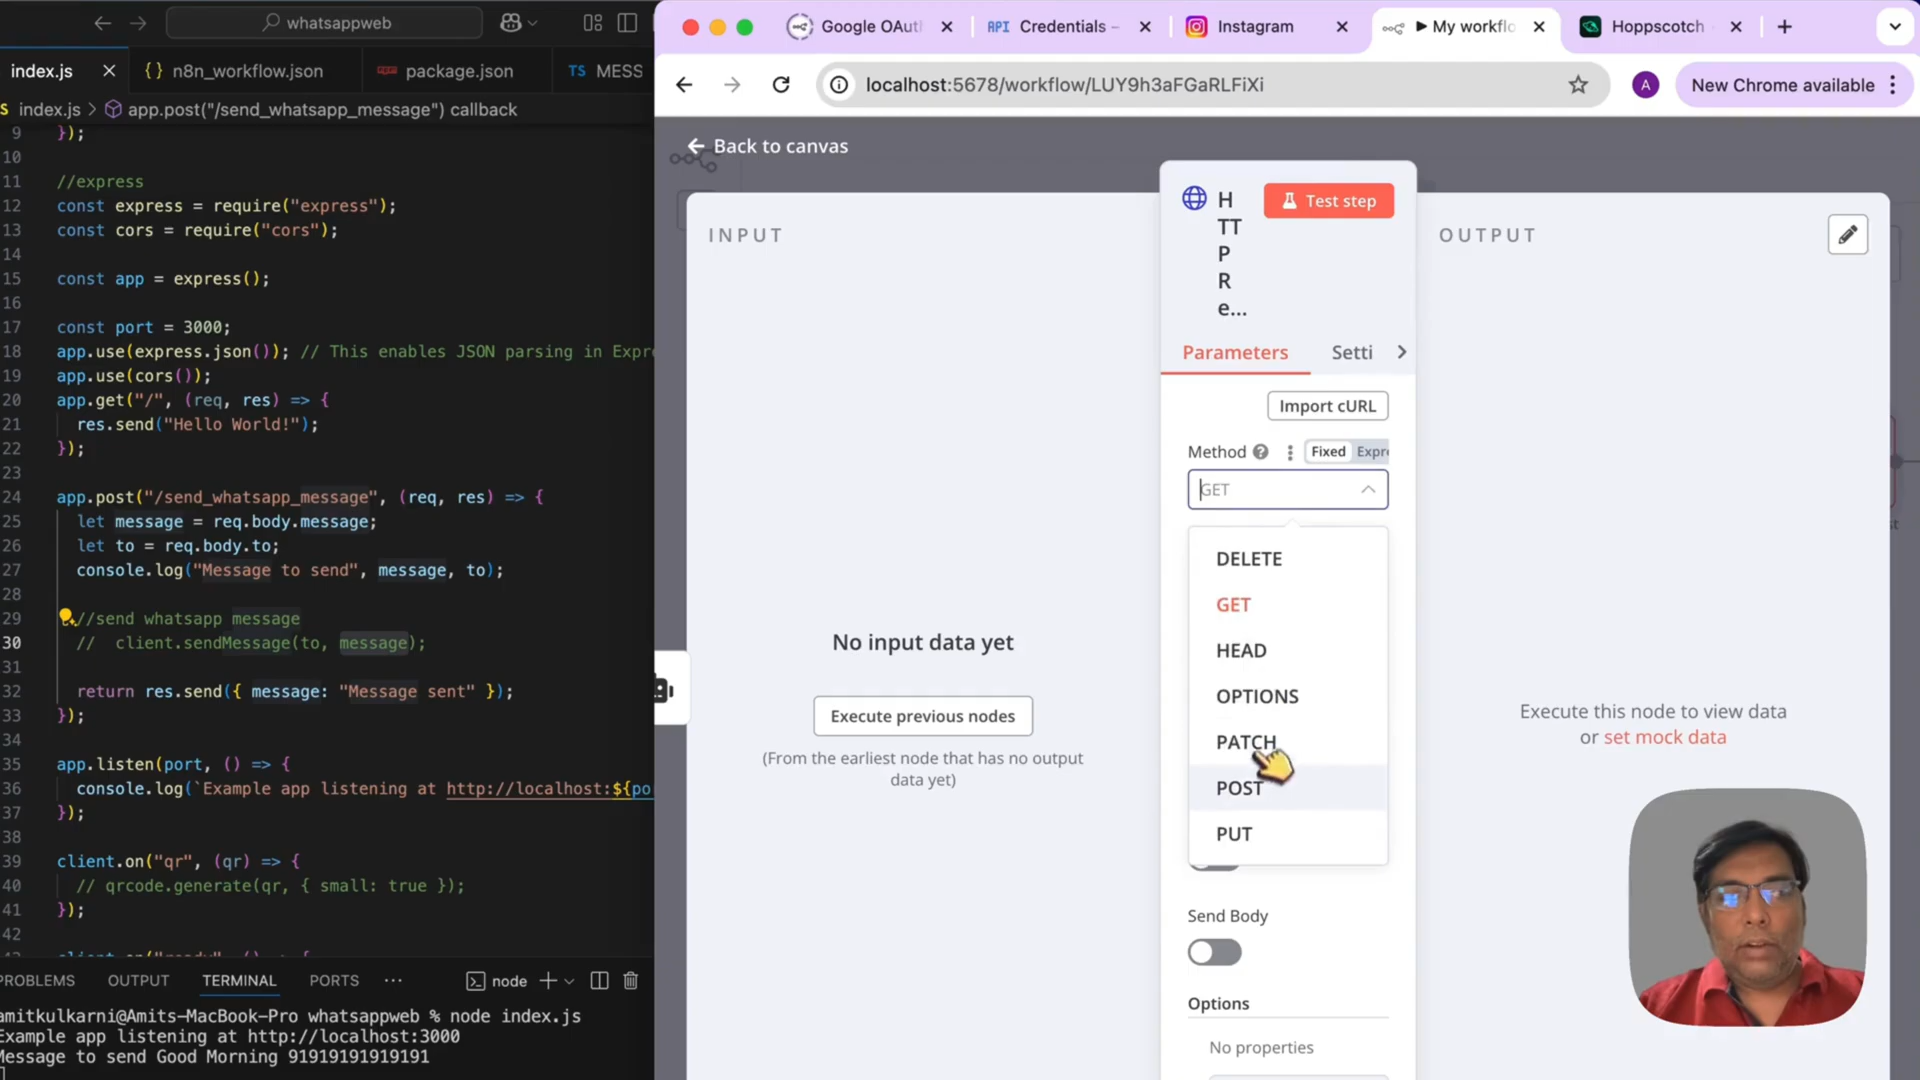 whatsappweb
index.js
n8n_workflow.json
package.json
TS MESS
index.js > app.post("/send_whatsapp_message") callback
9 });
10
11 //express
12 const express = require("express");
13 const cors = require("cors");
14
15 const app = express();
16
17 const port = 3000;
18 app.use(express.json()); // This enables JSON parsing in Expr
19 app.use(cors());
20 app.get("/", (req, res) => {
21 res.send("Hello World!");
22 });
23
24 app.post("/send_whatsapp_message", (req, res) => {
25 let message = req.body.message;
26 let to = req.body.to;
27 console.log("Message to send", message, to);
28
29 //send whatsapp message
30 // client.sendMessage(to, message);
31
32 return res.send({ message: "Message sent" });
33 });
34
35 app.listen(port, () => {
36 console.log(`Example app listening at http://localhost:${po
37 });
38
39 client.on("qr", (qr) => {
40 // qrcode.generate(qr, { small: true });
41 });
42
PROBLEMS OUTPUT TERMINAL PORTS ... node
amitkulkarni@Amits-MacBook-Pro whatsappweb % node index.js
Example app listening at http://localhost:3000
Message to send Good Morning 91919191919191
Google OAut
API Credentials –
Instagram
My workflo
Hoppscotch
localhost:5678/workflow/LUY9h3aFGaRLFiXi
A
New Chrome available
Back to canvas
INPUT
No input data yet
Execute previous nodes
(From the earliest node that has no output
data yet)
H
TT
P
R
e...
Test step
Parameters
Setti
Import cURL
Method
Fixed Expre
GET
DELETE
GET
HEAD
OPTIONS
PATCH
POST
PUT
Send Body
Options
No properties
OUTPUT
Execute this node to view data
or set mock data